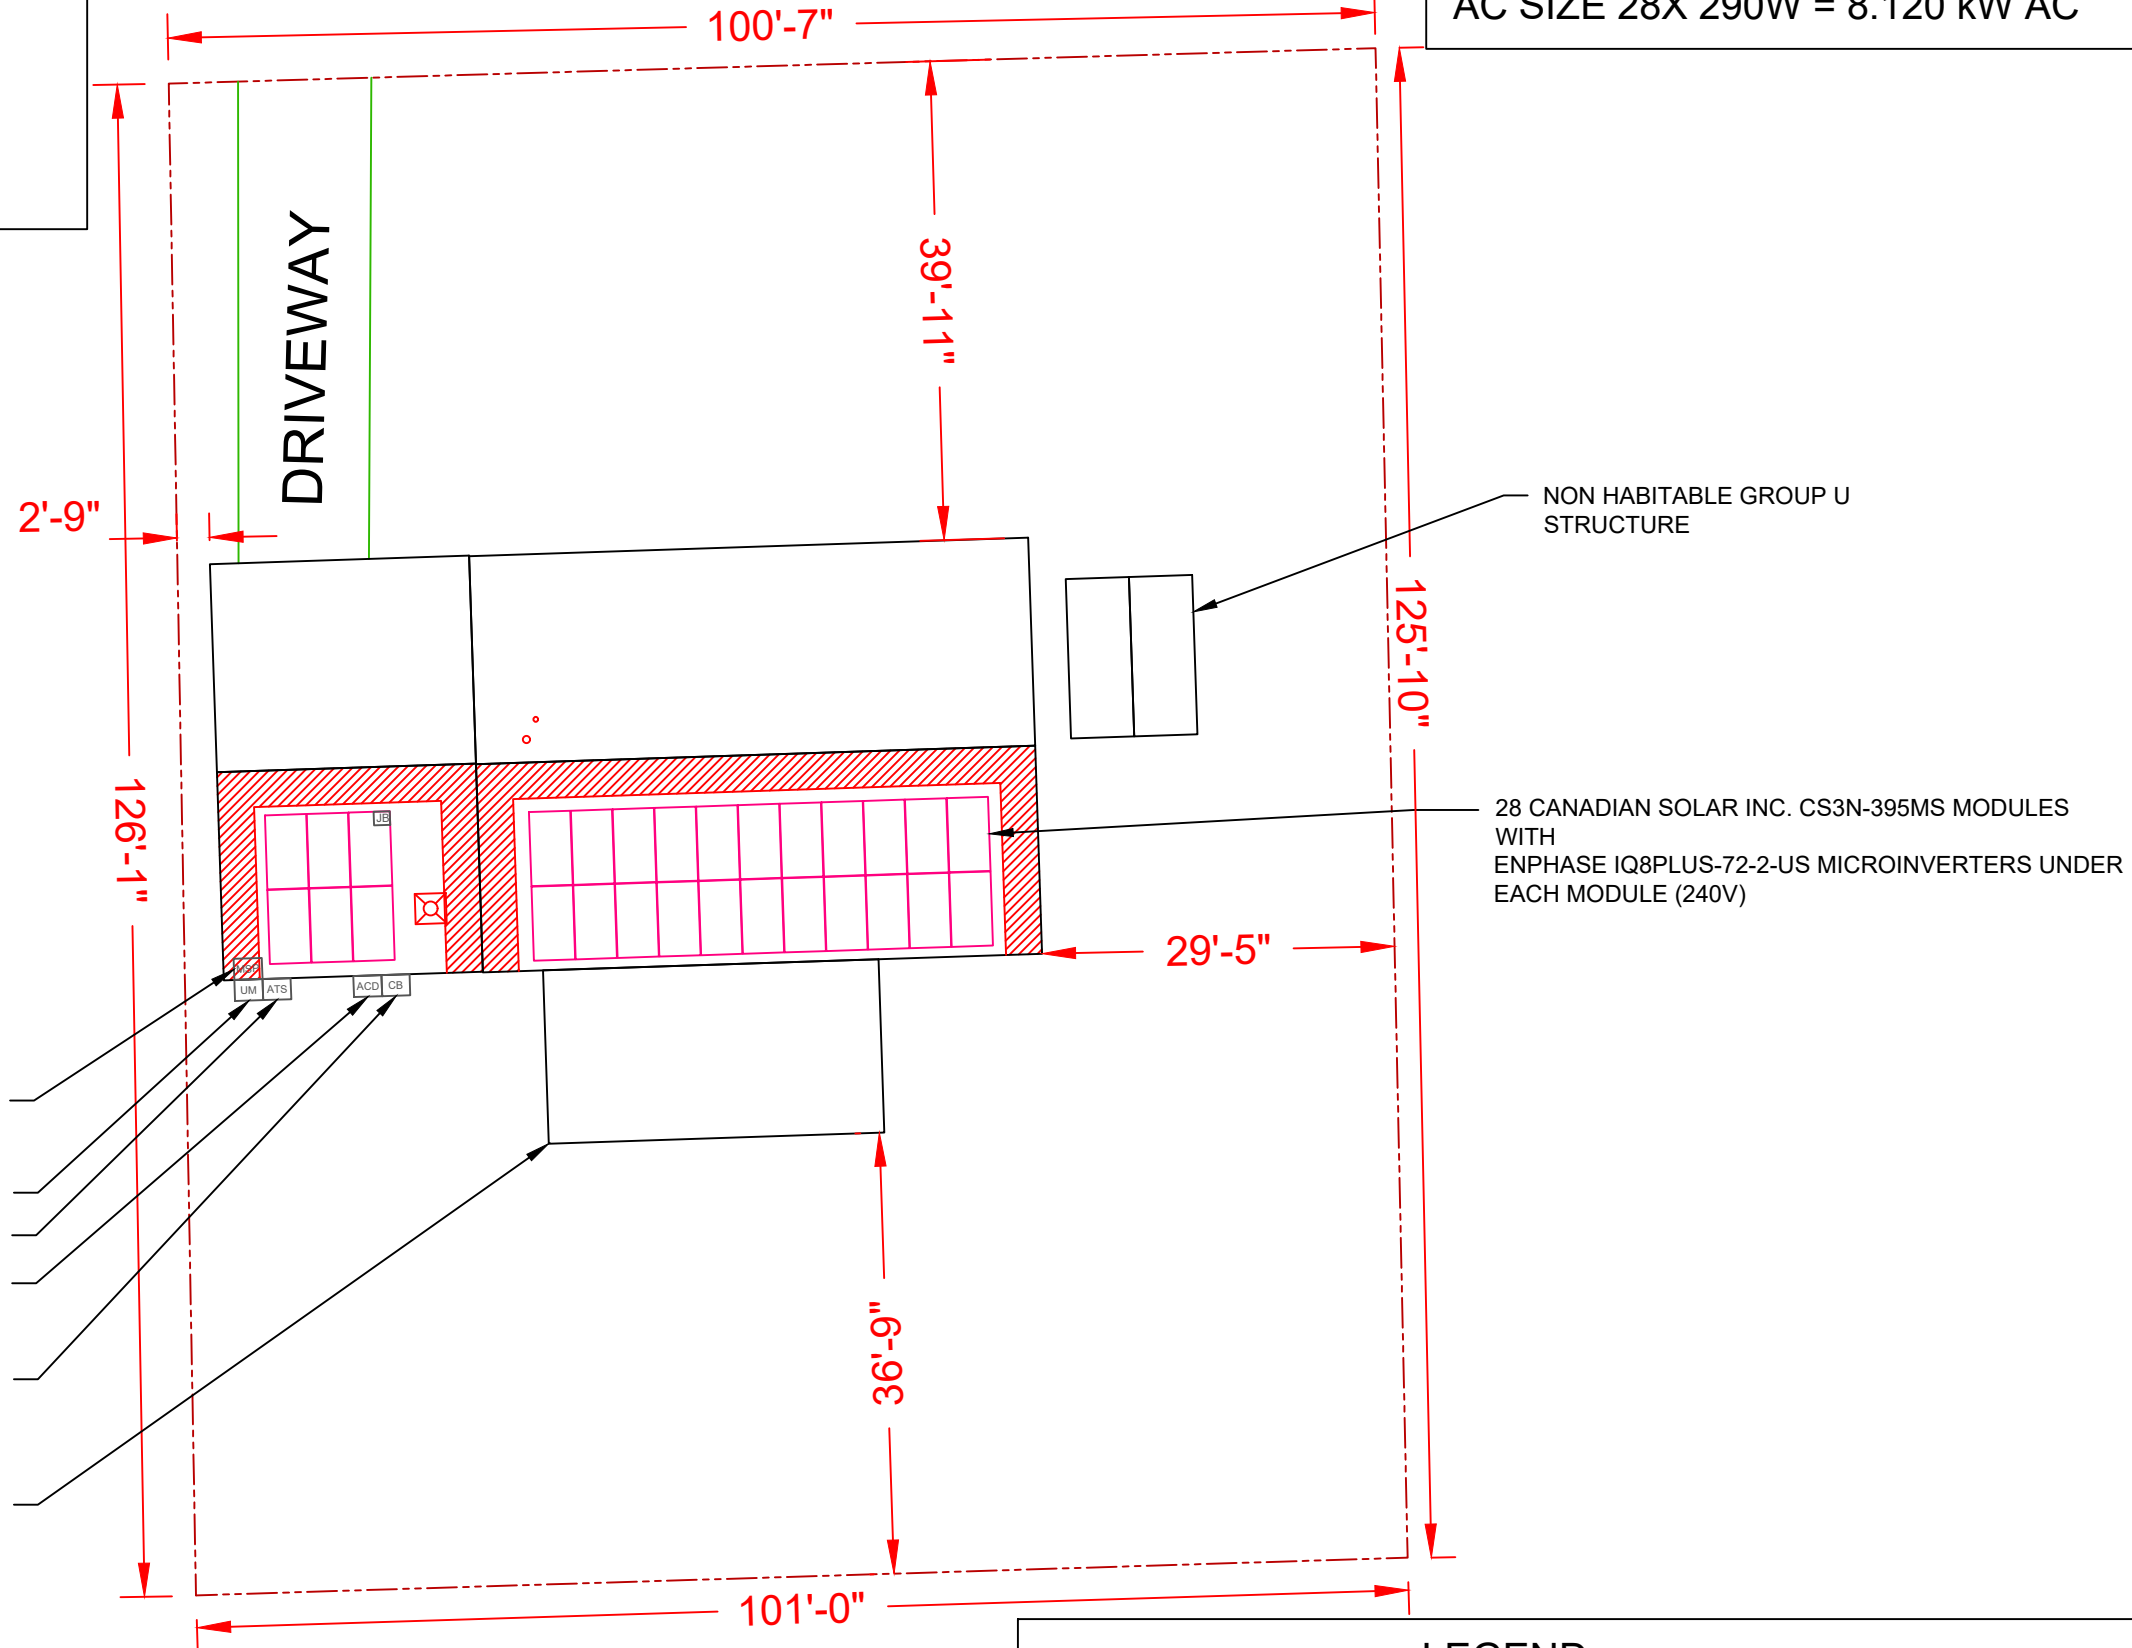 AC SIZE 28X 290W = 8.120 kW AC
100'-7"
39'-11"
DRIVEWAY
2'-9"
NON HABITABLE GROUP U
STRUCTURE
125'-10"
126'-1"
28 CANADIAN SOLAR INC. CS3N-395MS MODULES
WITH
ENPHASE IQ8PLUS-72-2-US MICROINVERTERS UNDER
EACH MODULE (240V)
JB
29'-5"
MSP
UM
ATS
ACD
CB
36'-9"
101'-0"
LEGEND